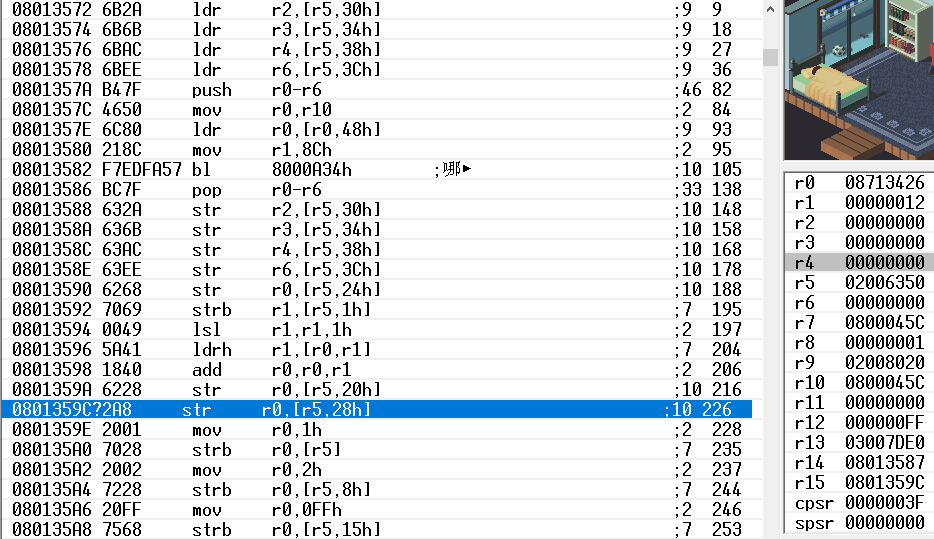 08013572 6B2A ldr r2,[r5,30h] ;9 9
08013574 6B6B ldr r3,[r5,34h] ;9 18
08013576 6BAC ldr r4,[r5,38h] ;9 27
08013578 6BEE ldr r6,[r5,3Ch] ;9 36
0801357A B47F push r0-r6 ;46 82
0801357C 4650 mov r0,r10 ;2 84
0801357E 6C80 ldr r0,[r0,48h] ;9 93
08013580 218C mov r1,8Ch ;2 95
08013582 F7EDFA57 bl 8000A34h ;哪► ;10 105
08013586 BC7F pop r0-r6 ;33 138
08013588 632A str r2,[r5,30h] ;10 148
0801358A 636B str r3,[r5,34h] ;10 158
0801358C 63AC str r4,[r5,38h] ;10 168
0801358E 63EE str r6,[r5,3Ch] ;10 178
08013590 6268 str r0,[r5,24h] ;10 188
08013592 7069 strb r1,[r5,1h] ;7 195
08013594 0049 lsl r1,r1,1h ;2 197
08013596 5A41 ldrh r1,[r0,r1] ;7 204
08013598 1840 add r0,r0,r1 ;2 206
0801359A 6228 str r0,[r5,20h] ;10 216
0801359C?2A8 str r0,[r5,28h] ;10 226
0801359E 2001 mov r0,1h ;2 228
080135A0 7028 strb r0,[r5] ;7 235
080135A2 2002 mov r0,2h ;2 237
080135A4 7228 strb r0,[r5,8h] ;7 244
080135A6 20FF mov r0,0FFh ;2 246
080135A8 7568 strb r0,[r5,15h] ;7 253
r0 08713426
r1 00000012
r2 00000000
r3 00000000
r4 00000000
r5 02006350
r6 00000000
r7 0800045C
r8 00000001
r9 02008020
r10 0800045C
r11 00000000
r12 000000FF
r13 03007DE0
r14 08013587
r15 0801359C
cpsr 0000003F
spsr 00000000